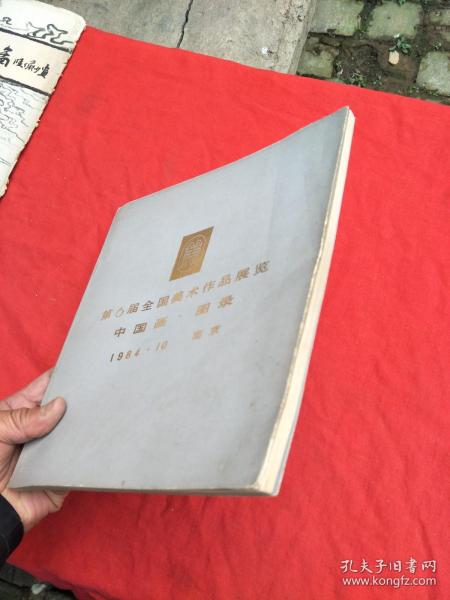 第6届全国美术作品展览
中国画·图录
1984·10 南京
孔夫子旧书网
www.kongfz.com